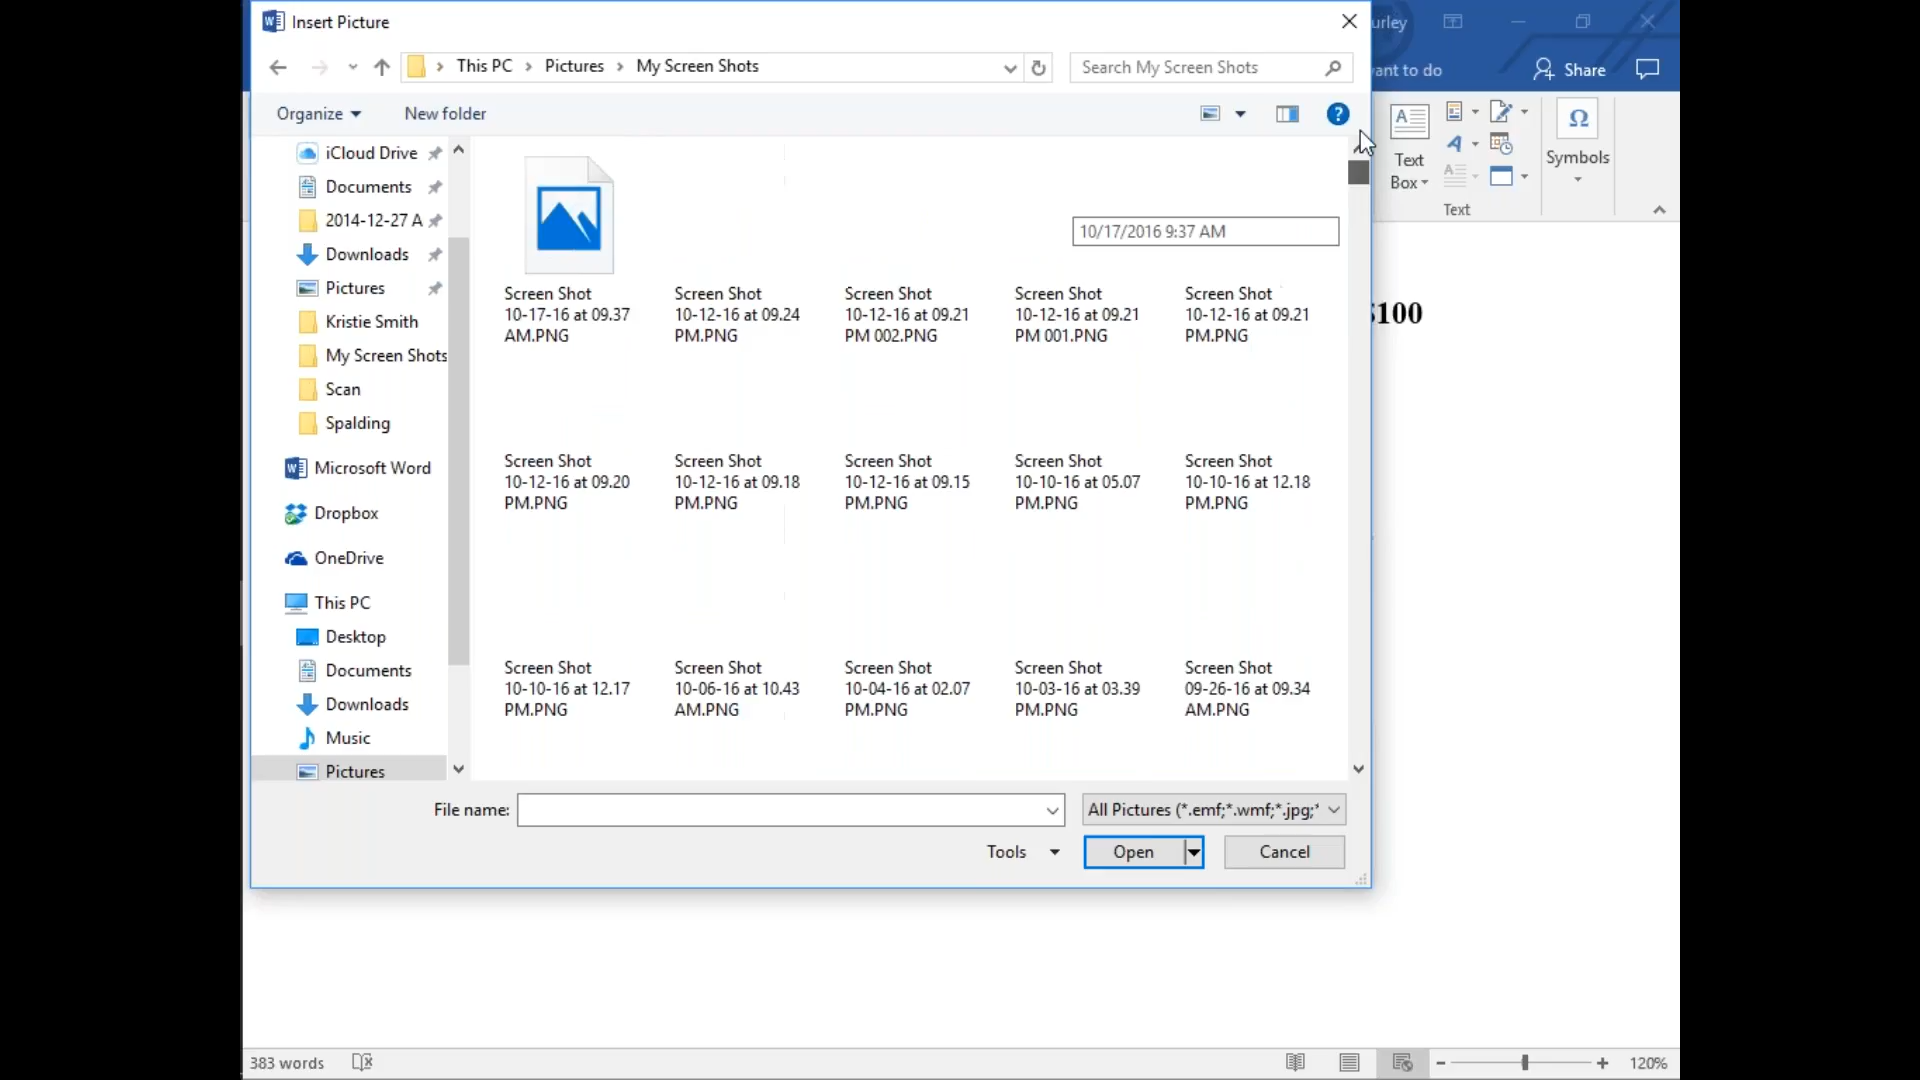 Insert Picture
urley
This PC > Pictures > My Screen Shots
Search My Screen Shots
ant to do
Share
Organize
New folder
iCloud Drive
Documents
2014-12-27 A
Downloads
Pictures
Kristie Smith
My Screen Shots
Scan
Spalding
Microsoft Word
Dropbox
OneDrive
This PC
Desktop
Documents
Downloads
Music
Pictures
10/17/2016 9:37 AM
Screen Shot
10-17-16 at 09.37
AM.PNG
Screen Shot
10-12-16 at 09.24
PM.PNG
Screen Shot
10-12-16 at 09.21
PM 002.PNG
Screen Shot
10-12-16 at 09.21
PM 001.PNG
Screen Shot
10-12-16 at 09.21
PM.PNG
Screen Shot
10-12-16 at 09.20
PM.PNG
Screen Shot
10-12-16 at 09.18
PM.PNG
Screen Shot
10-12-16 at 09.15
PM.PNG
Screen Shot
10-10-16 at 05.07
PM.PNG
Screen Shot
10-10-16 at 12.18
PM.PNG
Screen Shot
10-10-16 at 12.17
PM.PNG
Screen Shot
10-06-16 at 10.43
AM.PNG
Screen Shot
10-04-16 at 02.07
PM.PNG
Screen Shot
10-03-16 at 03.39
PM.PNG
Screen Shot
09-26-16 at 09.34
AM.PNG
File name:
All Pictures (*.emf;*.wmf;*.jpg;*
Tools
Open
Cancel
Text
Box
Symbols
Text
$100
383 words
120%